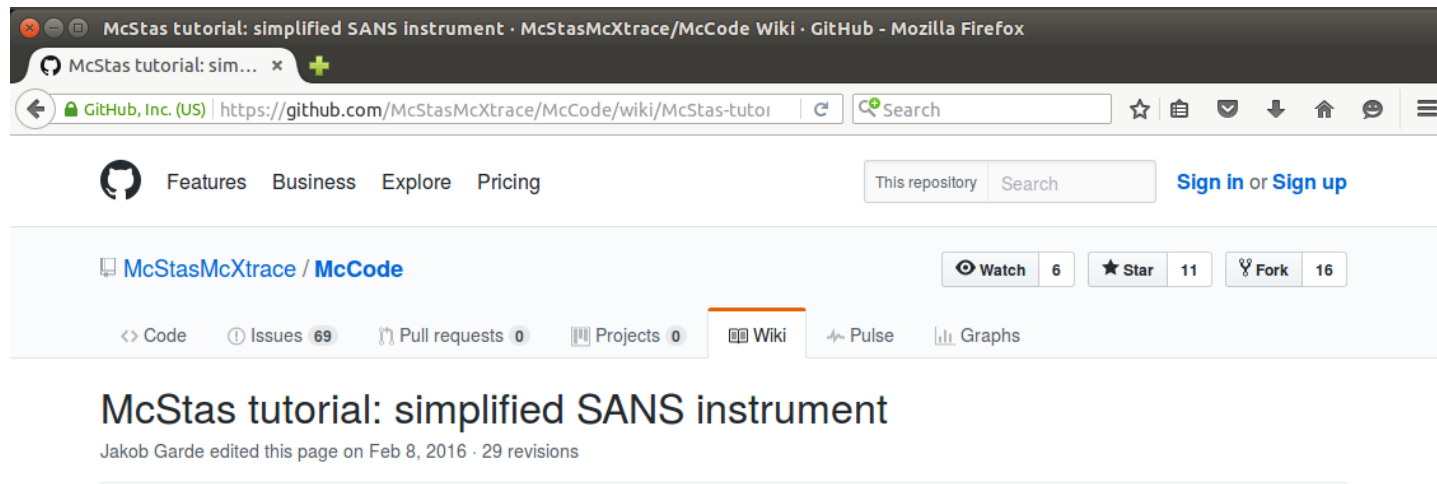 McStas tutorial: simplified SANS instrument · McStasMcXtrace/McCode Wiki · GitHub - Mozilla Firefox
McStas tutorial: sim...
GitHub, Inc. (US) https://github.com/McStasMcXtrace/McCode/wiki/McStas-tutor Search
Features Business Explore Pricing This repository Search Sign in or Sign up
McStasMcXtrace / McCode Watch 6 Star 11 Fork 16
<> Code Issues 69 Pull requests 0 Projects 0 Wiki Pulse Graphs
McStas tutorial: simplified SANS instrument
Jakob Garde edited this page on Feb 8, 2016 · 29 revisions